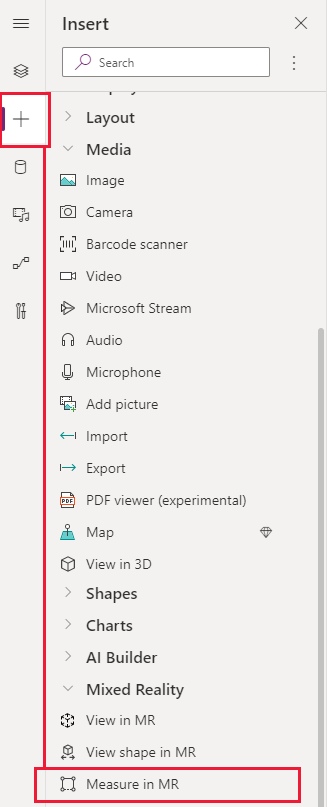 Insert
Search
Layout
Media
Image
Camera
Barcode scanner
Video
Microsoft Stream
Audio
Microphone
Add picture
Import
Export
PDF
PDF viewer (experimental)
Map
View in 3D
Shapes
Charts
AI Builder
Mixed Reality
View in MR
View shape in MR
Measure in MR